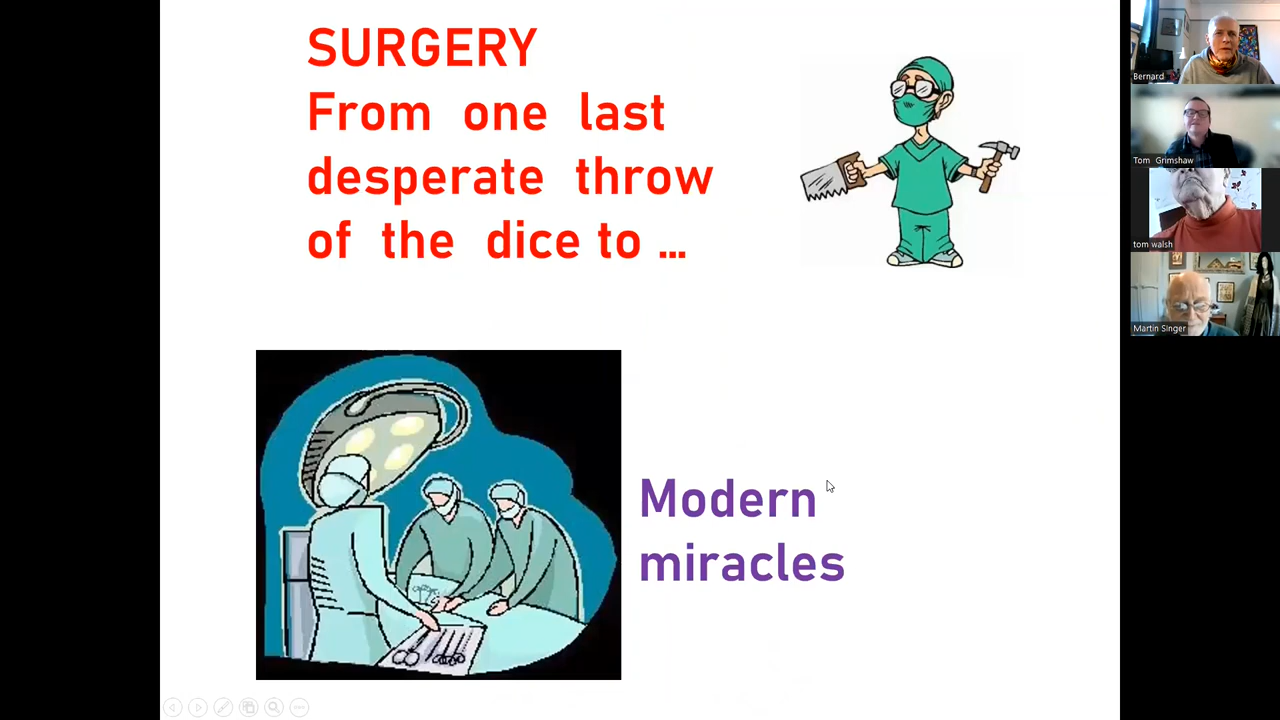 SURGERY
From one last
desperate throw
of the dice to ...
Modern
miracles
Bernard
Tom Grimshaw
tom walsh
Martin Singer